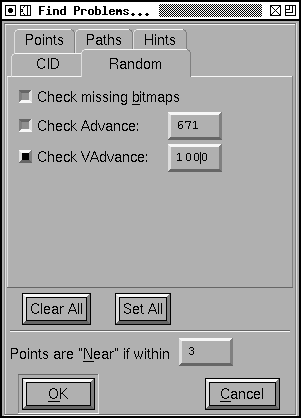 Find Problems...
Points Paths Hints
CID Random
Check missing bitmaps
Check Advance: 671
Check VAdvance: 1000
Clear All Set All
Points are "Near" if within 3
OK Cancel